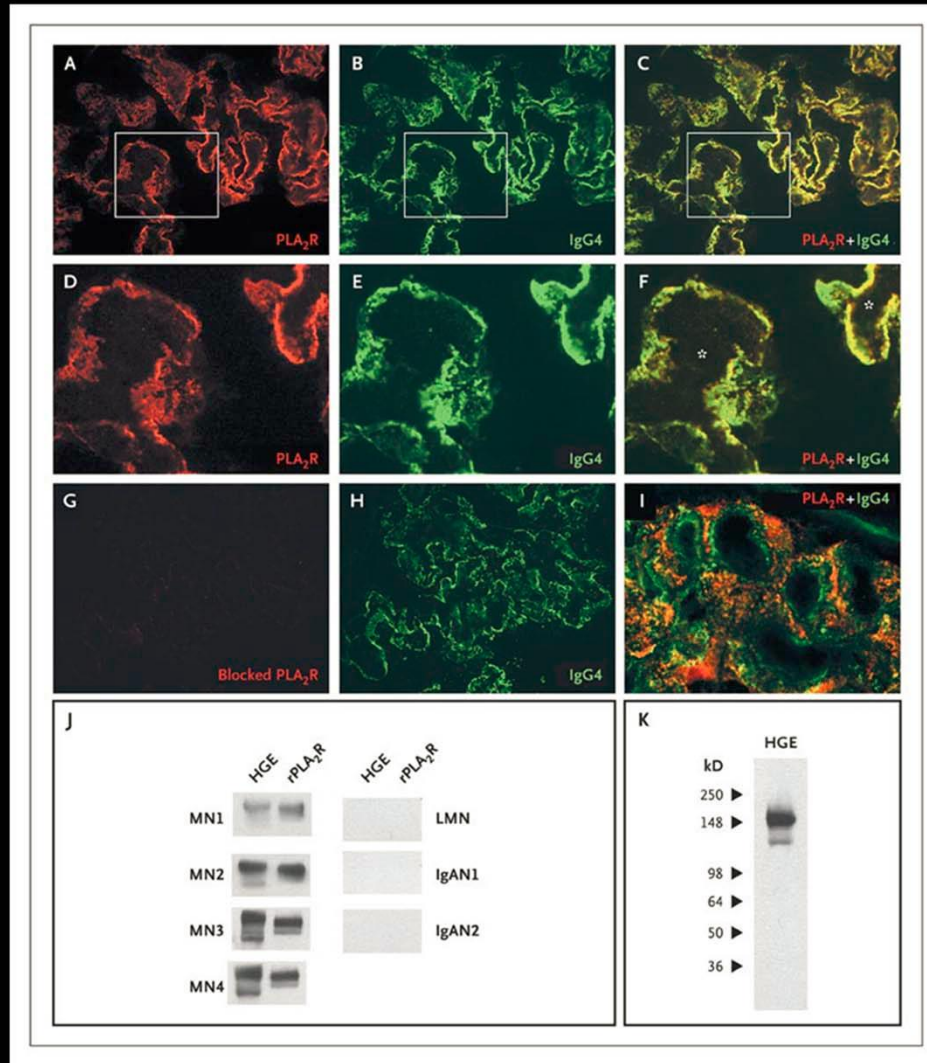 A
PLA₂R
B
IgG4
C
PLA₂R+IgG4
D
PLA₂R
E
IgG4
F
PLA₂R+IgG4
G
Blocked PLA₂R
H
IgG4
I
PLA₂R+IgG4
J
HGE rPLA₂R HGE rPLA₂R
MN1 LMN
MN2 IgAN1
MN3 IgAN2
MN4
K
HGE
kD
250
148
98
64
50
36